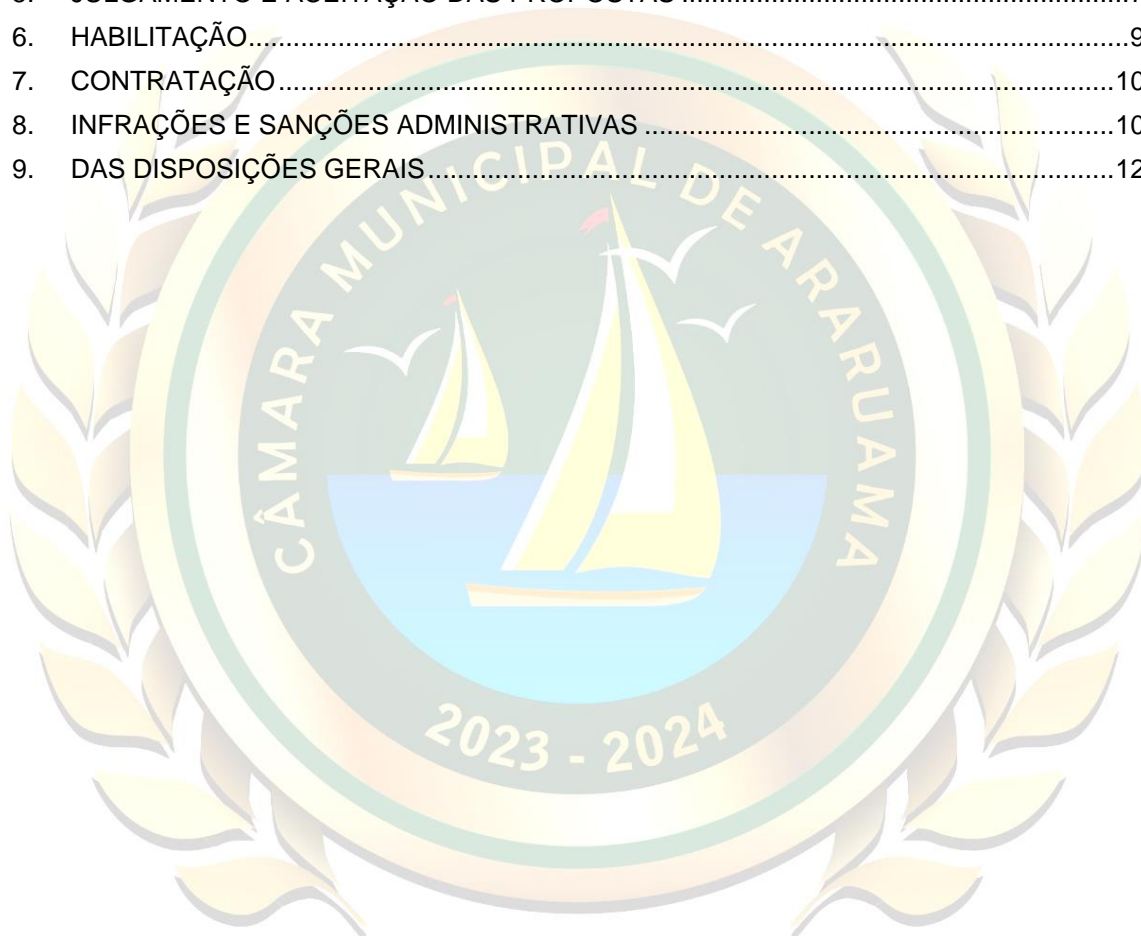 6. HABILITAÇÃO....................................................................................................................9
7. CONTRATAÇÃO..............................................................................................................10
8. INFRAÇÕES E SANÇÕES ADMINISTRATIVAS..............................................................10
9. DAS DISPOSIÇÕES GERAIS..........................................................................................12
CÂMARA MUNICIPAL DE ARARUAMA
2023 - 2024